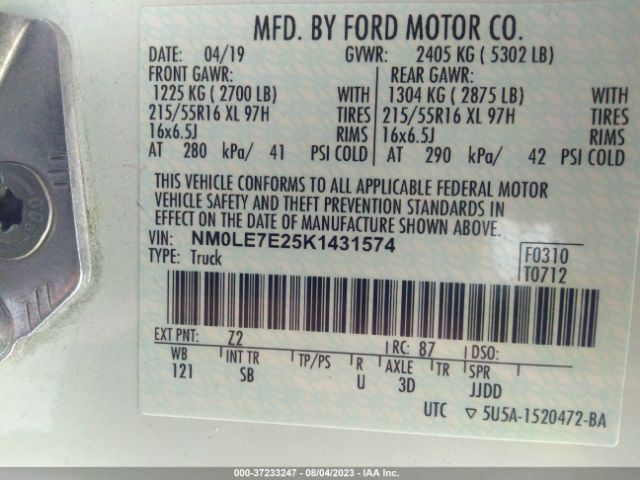 MFD. BY FORD MOTOR CO.
DATE: 04/19 GVWR: 2405 KG ( 5302 LB)
FRONT GAWR: REAR GAWR:
1225 KG ( 2700 LB) WITH 1304 KG ( 2875 LB) WITH
215/55R16 XL 97H TIRES 215/55R16 XL 97H TIRES
16x6.5J RIMS 16x6.5J RIMS
AT 280 kPa/ 41 PSI COLD AT 290 kPa/ 42 PSI COLD
THIS VEHICLE CONFORMS TO ALL APPLICABLE FEDERAL MOTOR
VEHICLE SAFETY AND THEFT PREVENTION STANDARDS IN
EFFECT ON THE DATE OF MANUFACTURE SHOWN ABOVE.
VIN: NM0LE7E25K1431574 F0310
TYPE: Truck T0712
EXT PNT: Z2 RC: 87 DSO:
WB INT TR TP/PS R AXLE TR SPR
121 SB U 3D JJDD
UTC ▽ 5U5A-1520472-BA
000-37233247 - 08/04/2023 - IAA Inc.